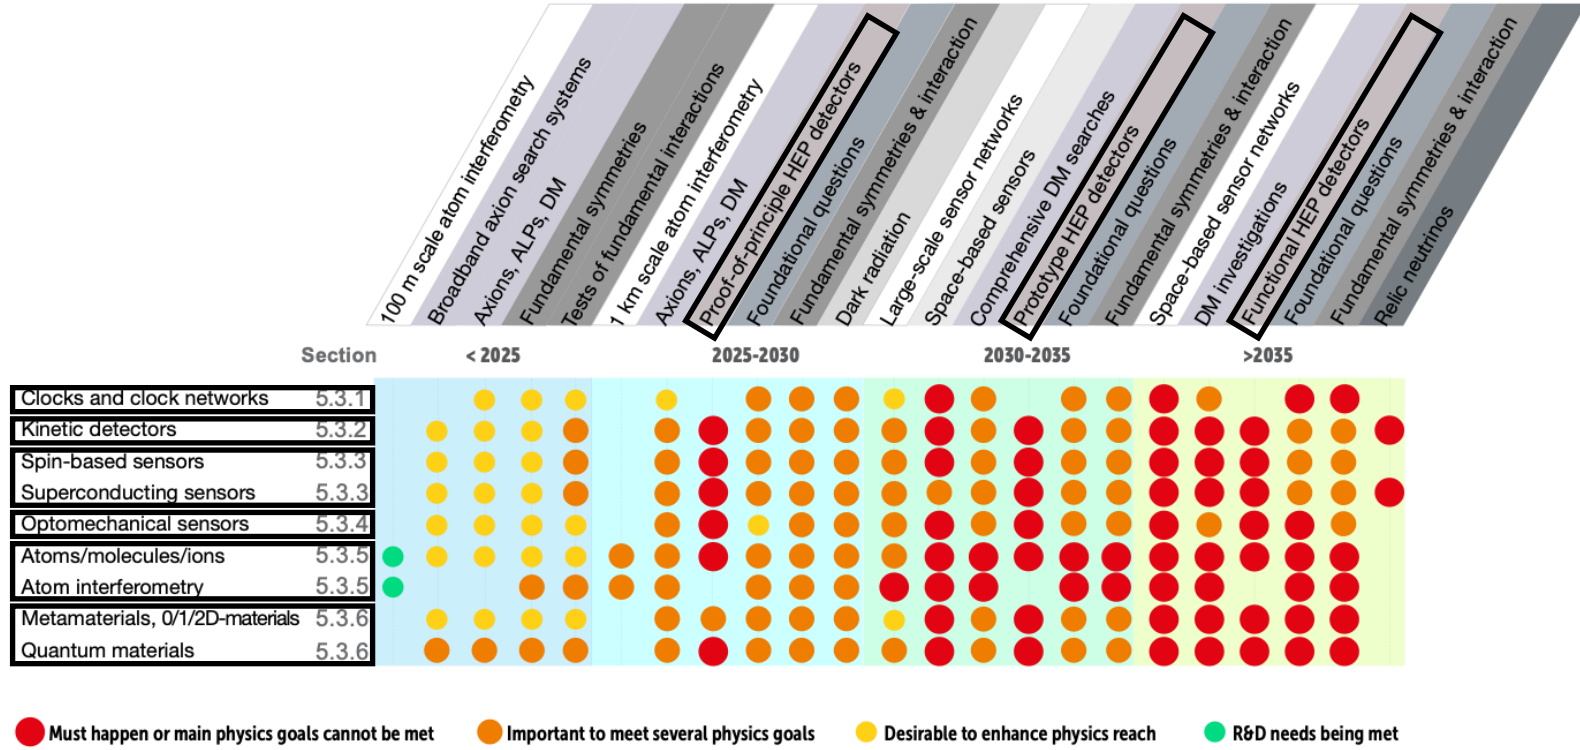 100 m scale atom interferometry
Broadband axion search systems
Axions, ALPs, DM
Fundamental symmetries
Tests of fundamental interactions
1 km scale atom interferometry
Axions, ALPs, DM
Proof-of-principle HEP detectors
Foundational questions
Fundamental symmetries & interaction
Dark radiation
Large-scale sensor networks
Space-based sensors
Comprehensive DM searches
Prototype HEP detectors
Foundational questions
Fundamental symmetries & interaction
Space-based sensor networks
DM investigations
Functional HEP detectors
Foundational questions
Fundamental symmetries & interaction
Relic neutrinos
Section < 2025 2025-2030 2030-2035 >2035
Clocks and clock networks 5.3.1
Kinetic detectors 5.3.2
Spin-based sensors 5.3.3
Superconducting sensors 5.3.3
Optomechanical sensors 5.3.4
Atoms/molecules/ions 5.3.5
Atom interferometry 5.3.5
Metamaterials, 0/1/2D-materials 5.3.6
Quantum materials 5.3.6
Must happen or main physics goals cannot be met Important to meet several physics goals Desirable to enhance physics reach R&D needs being met